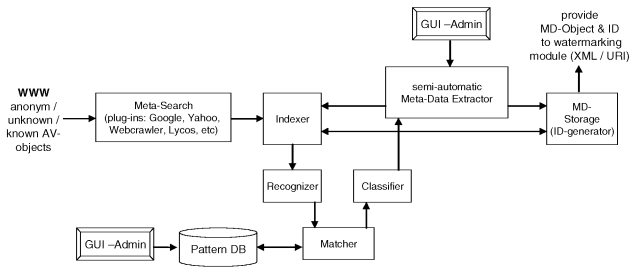 GUI –Admin
provide
MD-Object & ID
to watermarking
module (XML / URI)
WWW
anonym /
unknown /
known AV-
objects
Meta-Search
(plug-ins: Google, Yahoo,
Webcrawler, Lycos, etc)
Indexer
semi-automatic
Meta-Data Extractor
MD-
Storage
(ID-generator)
Recognizer
Classifier
GUI –Admin
Pattern DB
Matcher